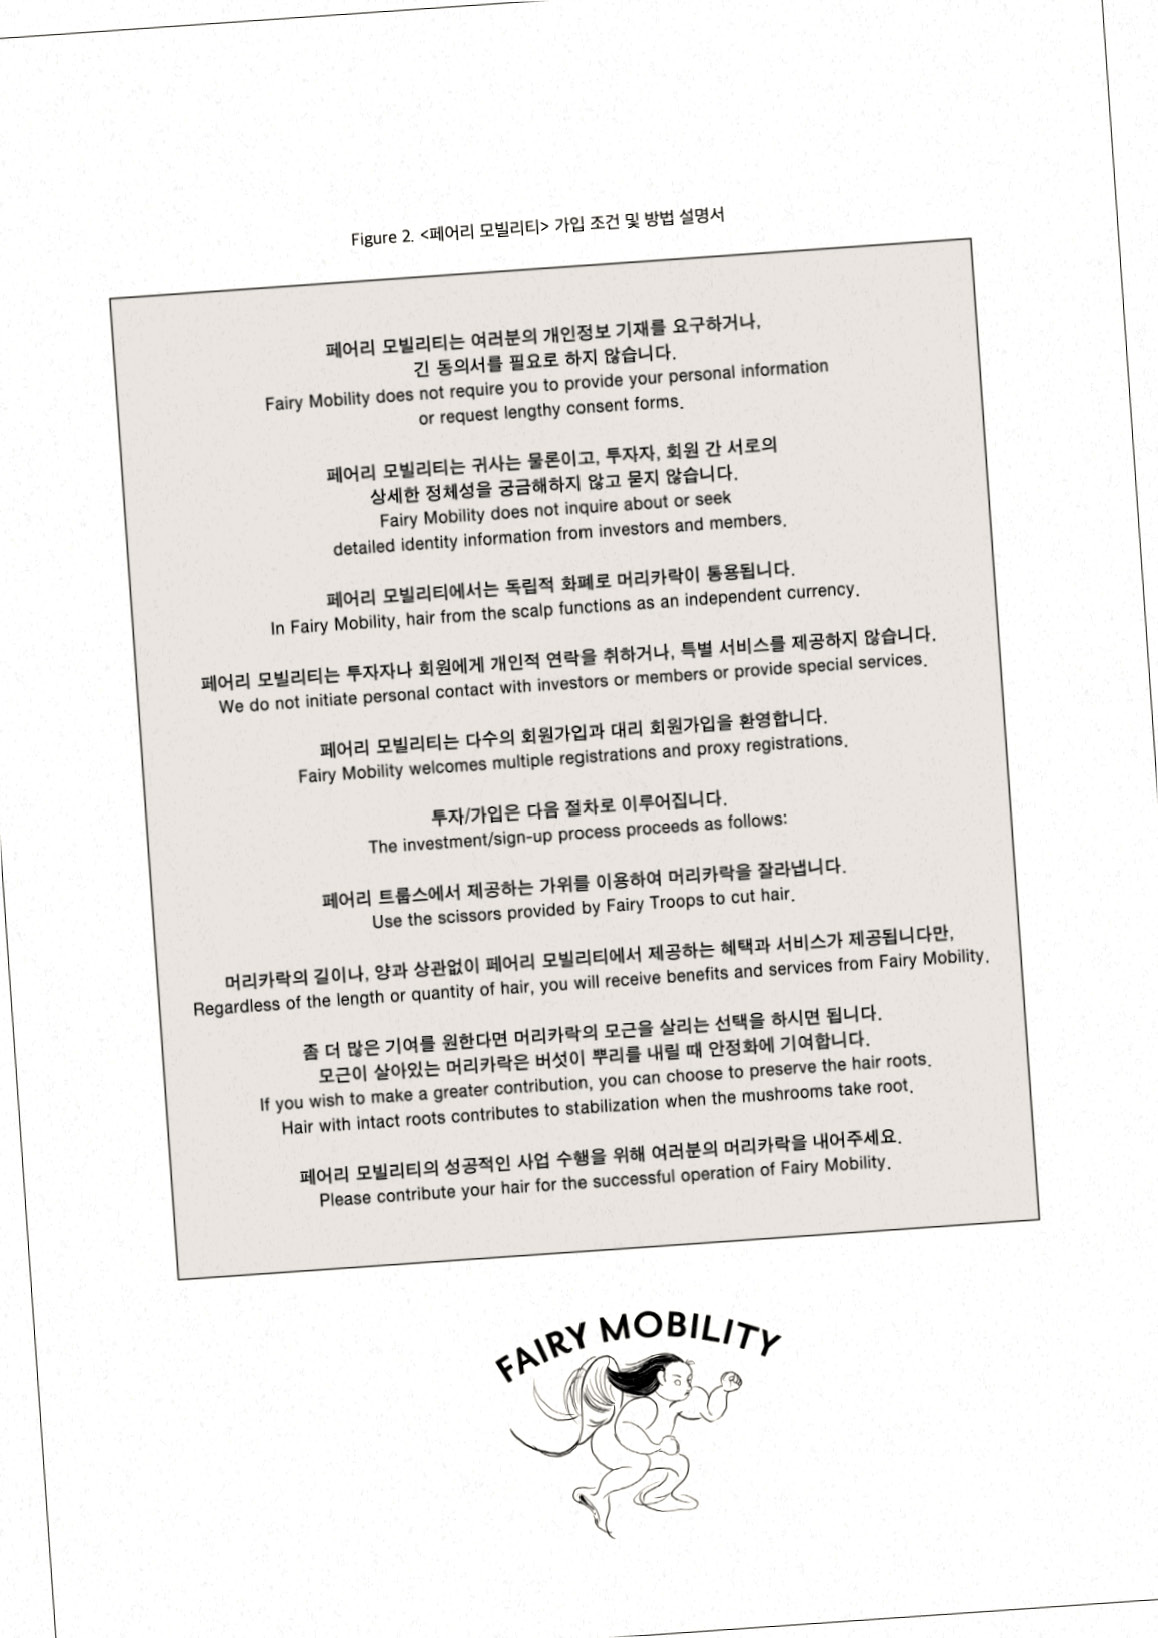 Figure 2. <페어리 모빌리티> 가입 조건 및 방법 설명서
페어리 모빌리티는 여러분의 개인정보 기재를 요구하거나,
긴 동의서를 필요로 하지 않습니다.
Fairy Mobility does not require you to provide your personal information
or request lengthy consent forms.
페어리 모빌리티는 귀사는 물론이고, 투자자, 회원 간 서로의
상세한 정체성을 궁금해하지 않고 묻지 않습니다.
Fairy Mobility does not inquire about or seek
detailed identity information from investors and members.
페어리 모빌리티에서는 독립적 화폐로 머리카락이 통용됩니다.
In Fairy Mobility, hair from the scalp functions as an independent currency.
페어리 모빌리티는 투자자나 회원에게 개인적 연락을 취하거나, 특별 서비스를 제공하지 않습니다.
We do not initiate personal contact with investors or members or provide special services.
페어리 모빌리티는 다수의 회원가입과 대리 회원가입을 환영합니다.
Fairy Mobility welcomes multiple registrations and proxy registrations.
투자/가입은 다음 절차로 이루어집니다.
The investment/sign-up process proceeds as follows:
페어리 트룹스에서 제공하는 가위를 이용하여 머리카락을 잘라냅니다.
Use the scissors provided by Fairy Troops to cut hair.
머리카락의 길이나, 양과 상관없이 페어리 모빌리티에서 제공하는 혜택과 서비스가 제공됩니다만,
Regardless of the length or quantity of hair, you will receive benefits and services from Fairy Mobility.
좀 더 많은 기여를 원한다면 머리카락의 모근을 살리는 선택을 하시면 됩니다.
모근이 살아있는 머리카락은 버섯이 뿌리를 내릴 때 안정화에 기여합니다.
If you wish to make a greater contribution, you can choose to preserve the hair roots.
Hair with intact roots contributes to stabilization when the mushrooms take root.
페어리 모빌리티의 성공적인 사업 수행을 위해 여러분의 머리카락을 내어주세요.
Please contribute your hair for the successful operation of Fairy Mobility.
FAIRY MOBILITY